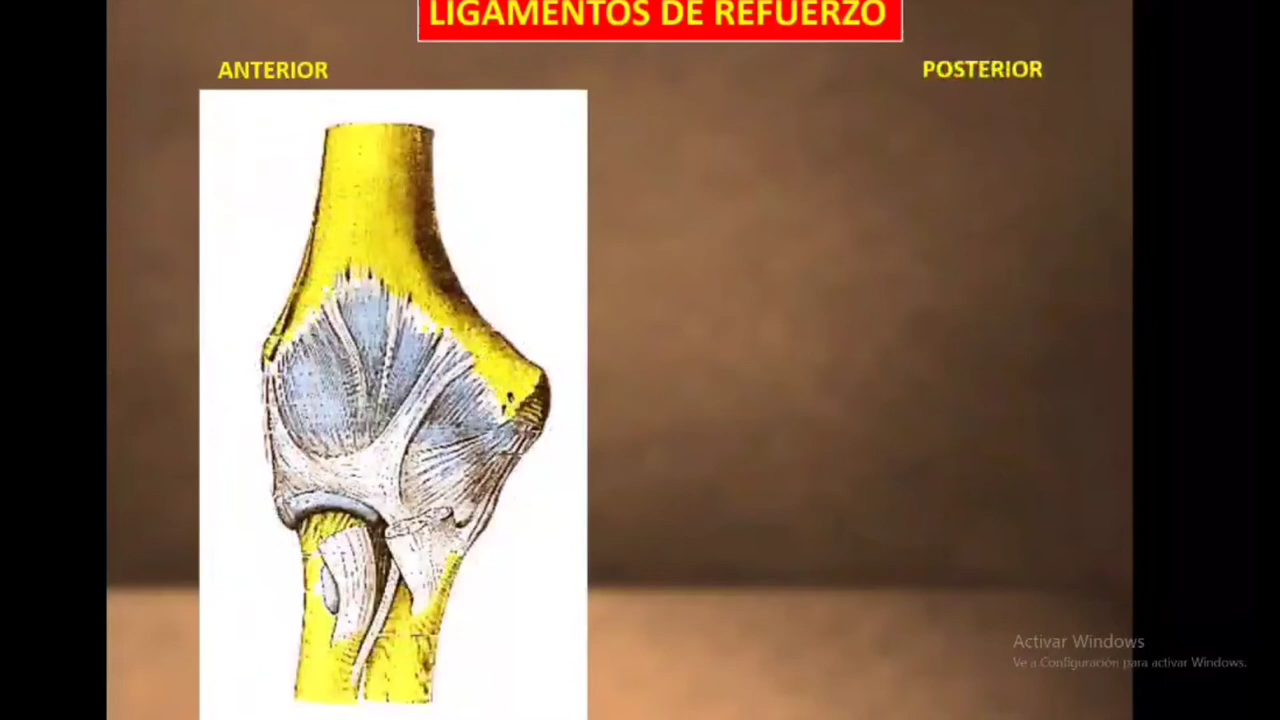 LIGAMENTOS DE REFUERZO
ANTERIOR
POSTERIOR
Activar Windows
Ve a Configuración para activar Windows.